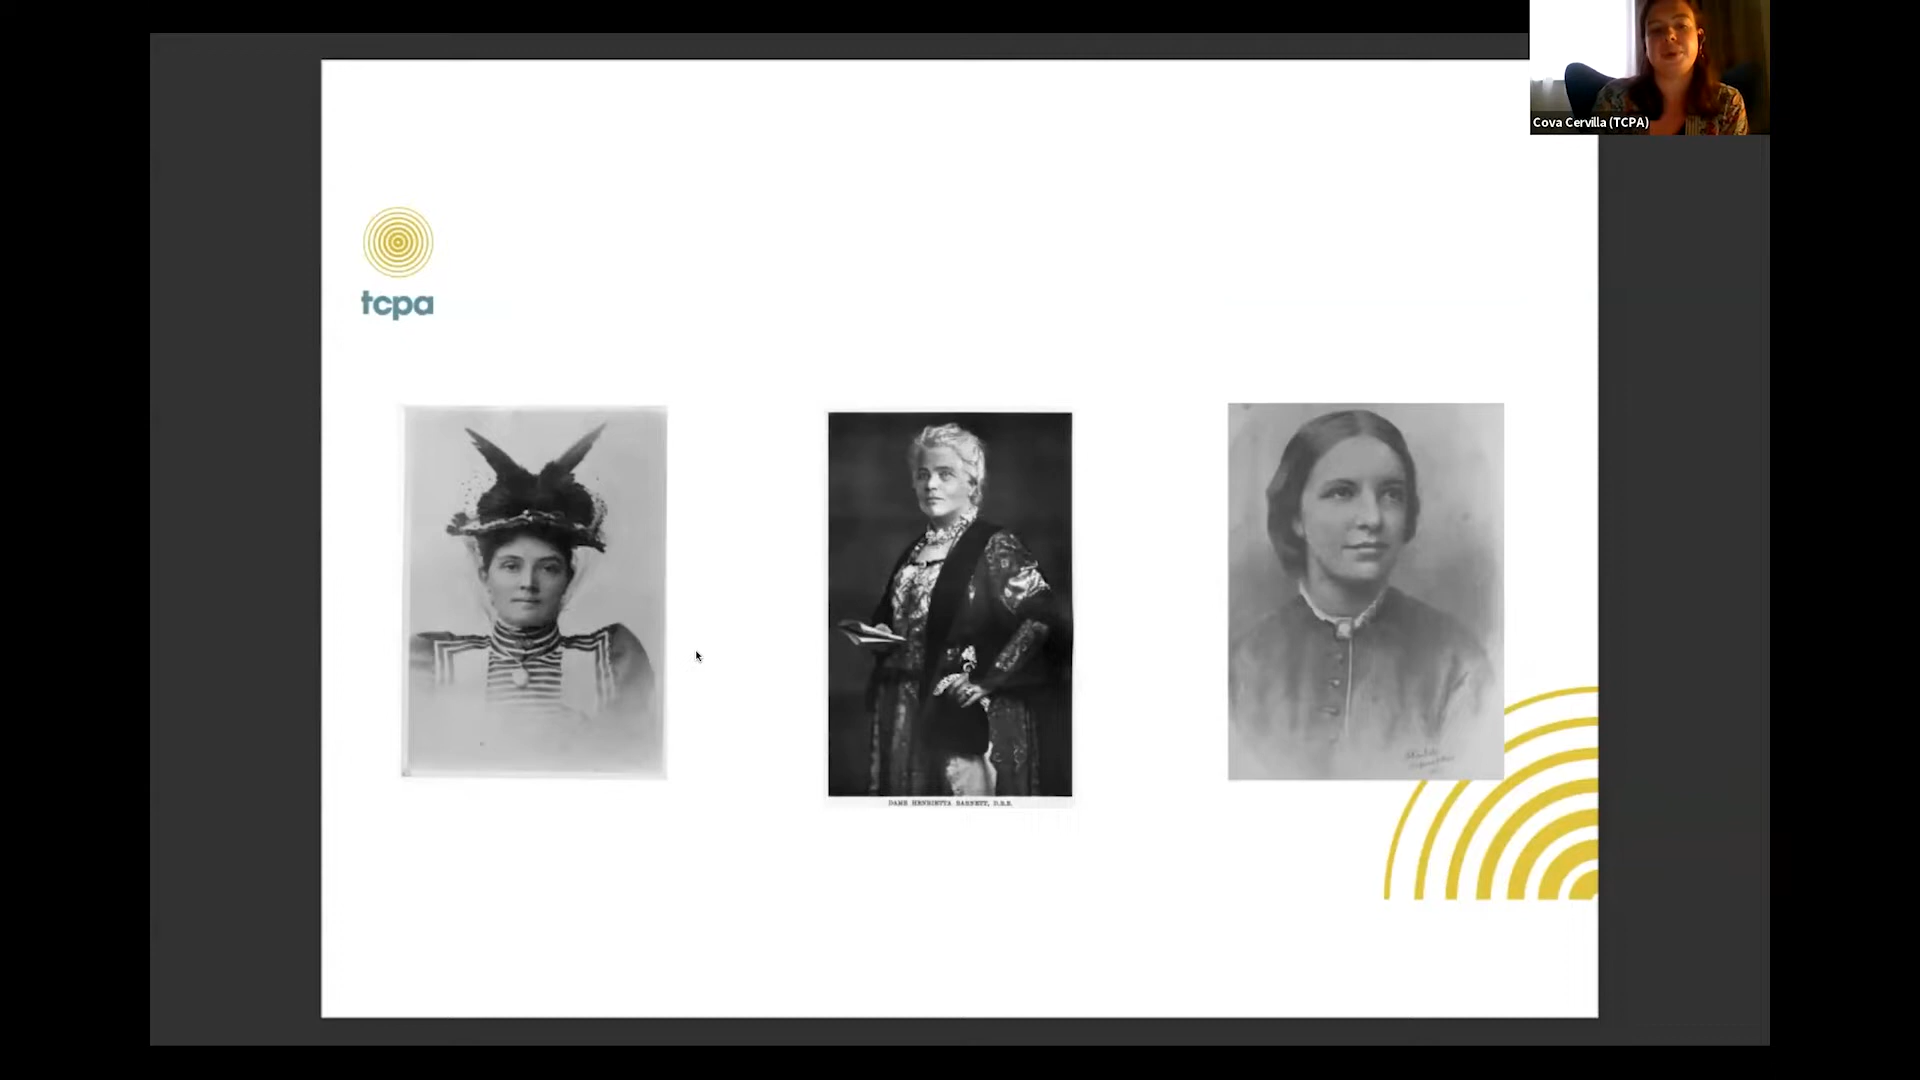 Cova Cervilla (TCPA)
tcpa
DAME HENRIETTA BARNETT, D.B.E.